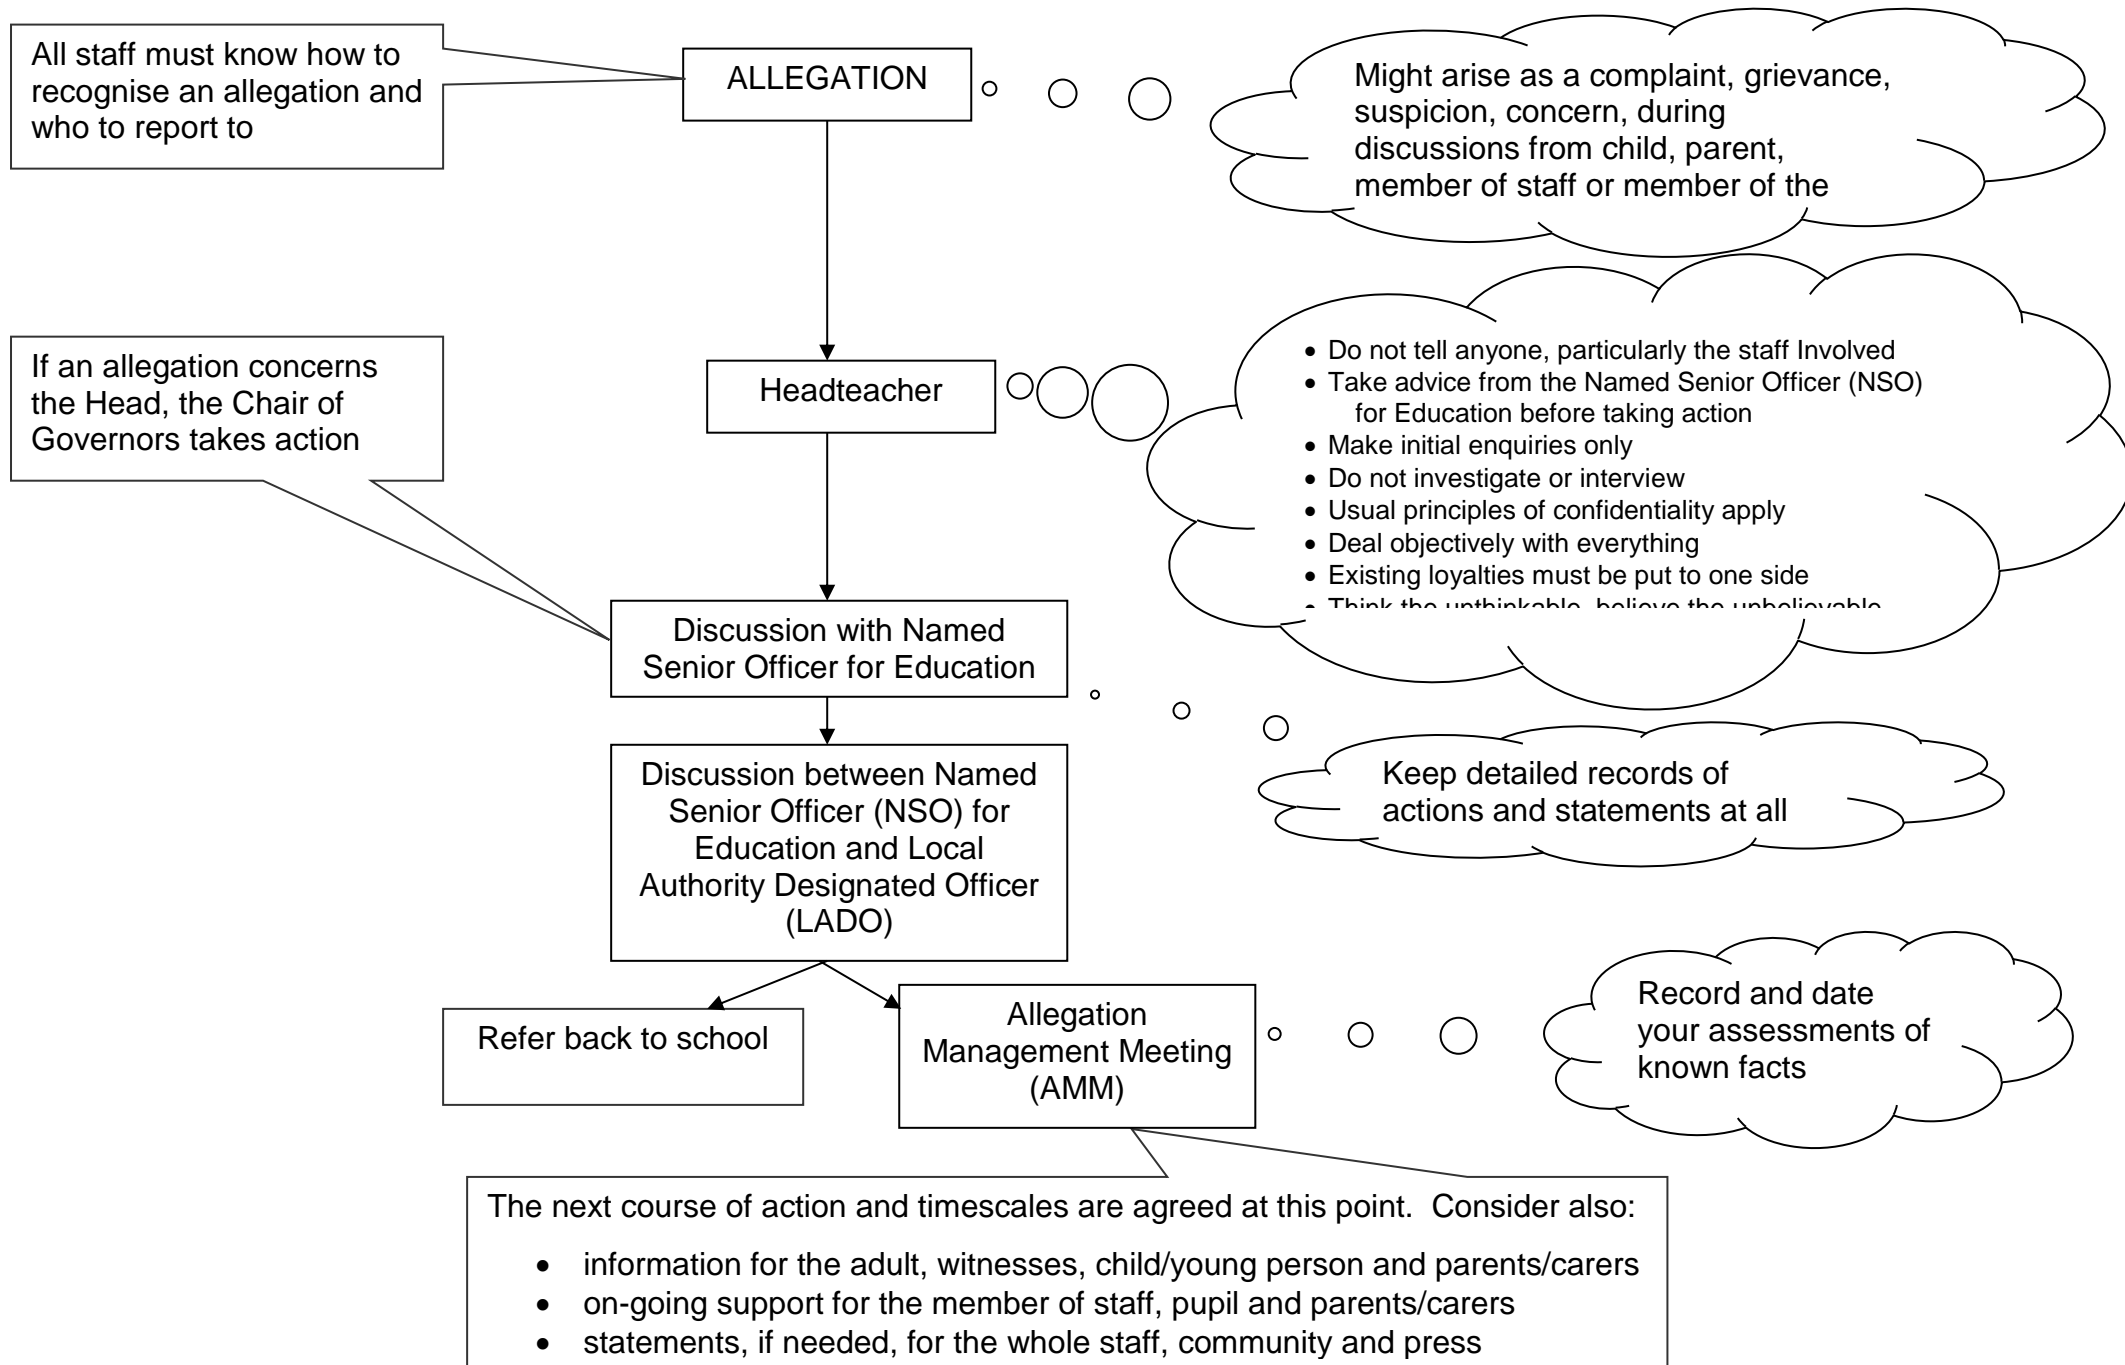 All staff must know how to
recognise an allegation and
who to report to
ALLEGATION
Might arise as a complaint, grievance,
suspicion, concern, during
discussions from child, parent,
member of staff or member of the
If an allegation concerns
the Head, the Chair of
Governors takes action
Headteacher
• Do not tell anyone, particularly the staff Involved
• Take advice from the Named Senior Officer (NSO)
for Education before taking action
• Make initial enquiries only
• Do not investigate or interview
• Usual principles of confidentiality apply
• Deal objectively with everything
• Existing loyalties must be put to one side
• Think the unthinkable, believe the unbelievable
Discussion with Named
Senior Officer for Education
Keep detailed records of
actions and statements at all
Discussion between Named
Senior Officer (NSO) for
Education and Local
Authority Designated Officer
(LADO)
Refer back to school
Allegation
Management Meeting
(AMM)
Record and date
your assessments of
known facts
The next course of action and timescales are agreed at this point.  Consider also:
• information for the adult, witnesses, child/young person and parents/carers
• on-going support for the member of staff, pupil and parents/carers
• statements, if needed, for the whole staff, community and press